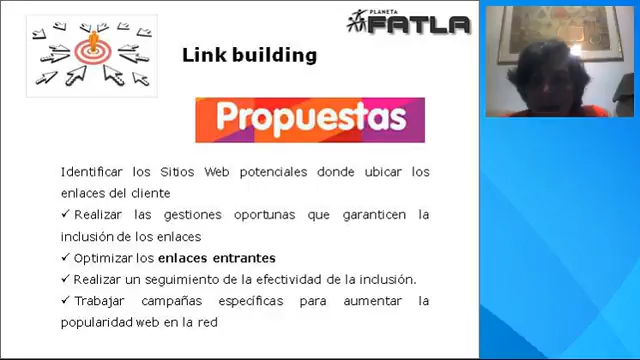 PLANETA
FATLA
Link building
Propuestas
Identificar los Sitios Web potenciales donde ubicar los
enlaces del cliente
✓ Realizar las gestiones oportunas que garanticen la
inclusión de los enlaces
✓ Optimizar los enlaces entrantes
✓ Realizar un seguimiento de la efectividad de la inclusión.
✓ Trabajar campañas específicas para aumentar la
popularidad web en la red